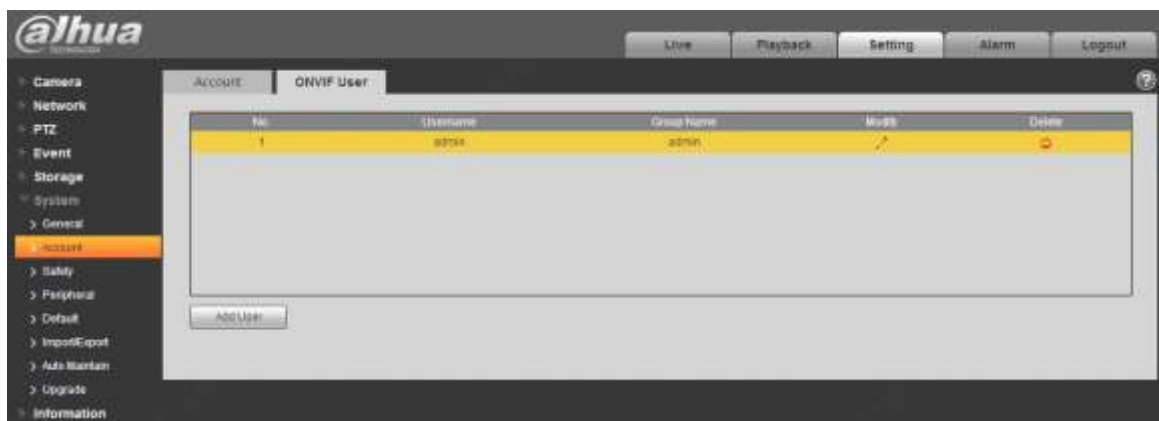 alhua
TECHNOLOGY
Live Playback Setting Alarm Logout
Camera
Network
PTZ
Event
Storage
System
General
Account
Safety
Peripheral
Default
Import/Export
Auto Maintain
Upgrade
Information
Account ONVIF User
No. Username Group Name Modify Delete
1 admin admin
Add User